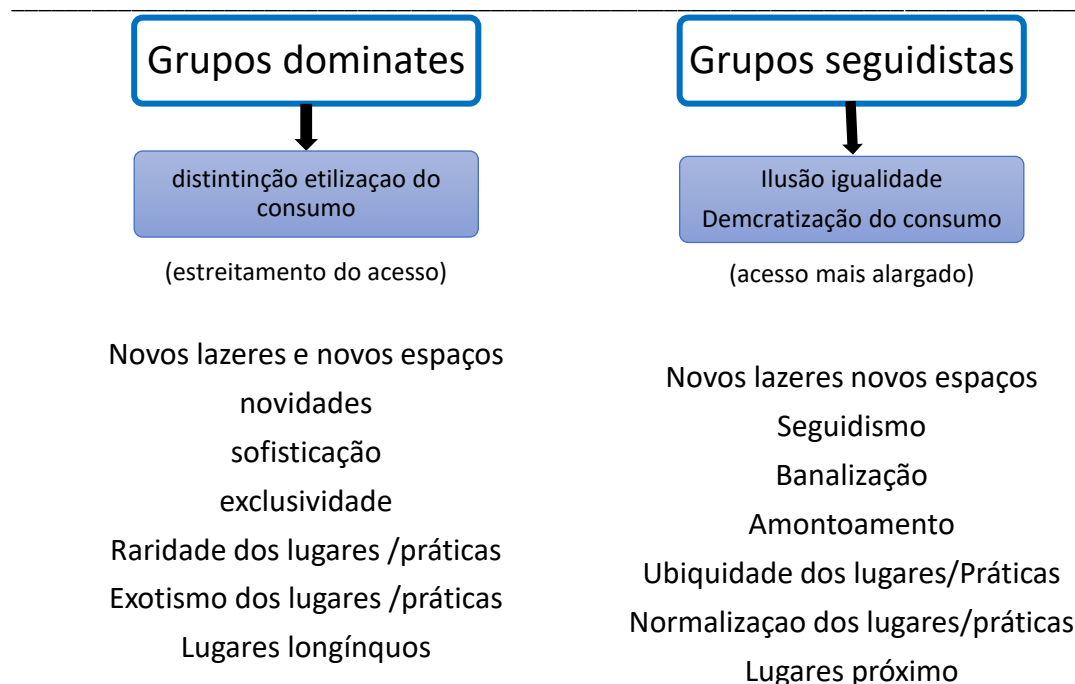 Grupos dominates
distintinção etilizaçao do
consumo
(estreitamento do acesso)
Novos lazeres e novos espaços
novidades
sofisticação
exclusividade
Raridade dos lugares /práticas
Exotismo dos lugares /práticas
Lugares longínquos
Grupos seguidistas
Ilusão igualdade
Demcratização do consumo
(acesso mais alargado)
Novos lazeres novos espaços
Seguidismo
Banalização
Amontoamento
Ubiquidade dos lugares/Práticas
Normalizaçao dos lugares/práticas
Lugares próximo